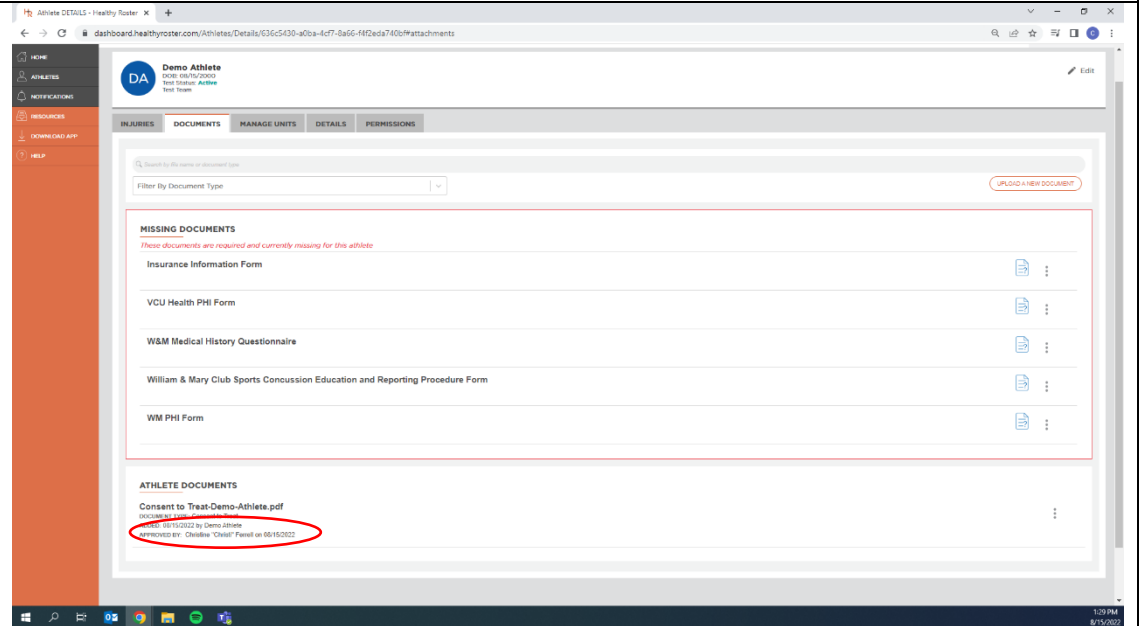 Athlete DETAILS - Healthy Roster
dashboard.healthyroster.com/Athletes/Details/636c5430-a0ba-4cf7-8a66-f4f2eda740bf#attachments
C
HOME
ATHLETES
NOTIFICATIONS
RESOURCES
DOWNLOAD APP
HELP
DA
Demo Athlete
DOB: 08/15/2000
Test Status: Active
Test Team
Edit
INJURIES DOCUMENTS MANAGE UNITS DETAILS PERMISSIONS
Search by file name or document type
Filter By Document Type
UPLOAD A NEW DOCUMENT
MISSING DOCUMENTS
These documents are required and currently missing for this athlete
Insurance Information Form
VCU Health PHI Form
W&M Medical History Questionnaire
William & Mary Club Sports Concussion Education and Reporting Procedure Form
WM PHI Form
ATHLETE DOCUMENTS
Consent to Treat-Demo-Athlete.pdf
DOCUMENT TYPE: Consent to Treat
ADDED: 08/15/2022 by Demo Athlete
APPROVED BY: Christine "Christi" Ferrell on 08/15/2022
1:29 PM
8/15/2022